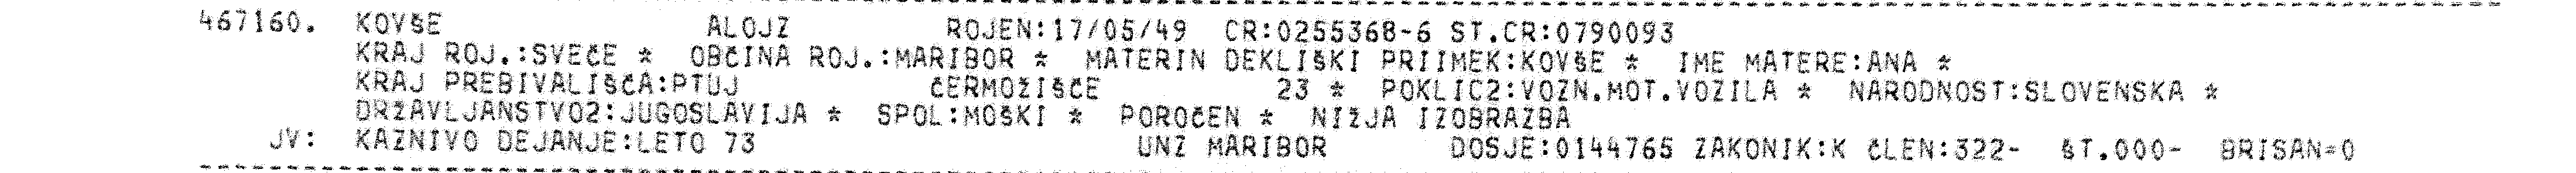 467160. KOVŠE ALOJZ ROJEN:17/05/49 CR:0255368-6 ST.CR:0790093
KRAJ ROJ.:SVEČE * OBČINA ROJ.:MARIBOR * MATERIN DEKLIŠKI PRIIMEK:KOVŠE * IME MATERE:ANA *
KRAJ PREBIVALIŠČA:PTUJ ČERMOŽIŠČE 23 * POKLIC2:VOZN.MOT.VOZILA * NARODNOST:SLOVENSKA *
DRŽAVLJANSTVO2:JUGOSLAVIJA * SPOL:MOŠKI * POROČEN * NIŽJA IZOBRAZBA
JV: KAZNIVO DEJANJE:LETO 73 UNZ MARIBOR DOSJE:0144765 ZAKONIK:K ČLEN:322- ŠT.000- BRISAN=0